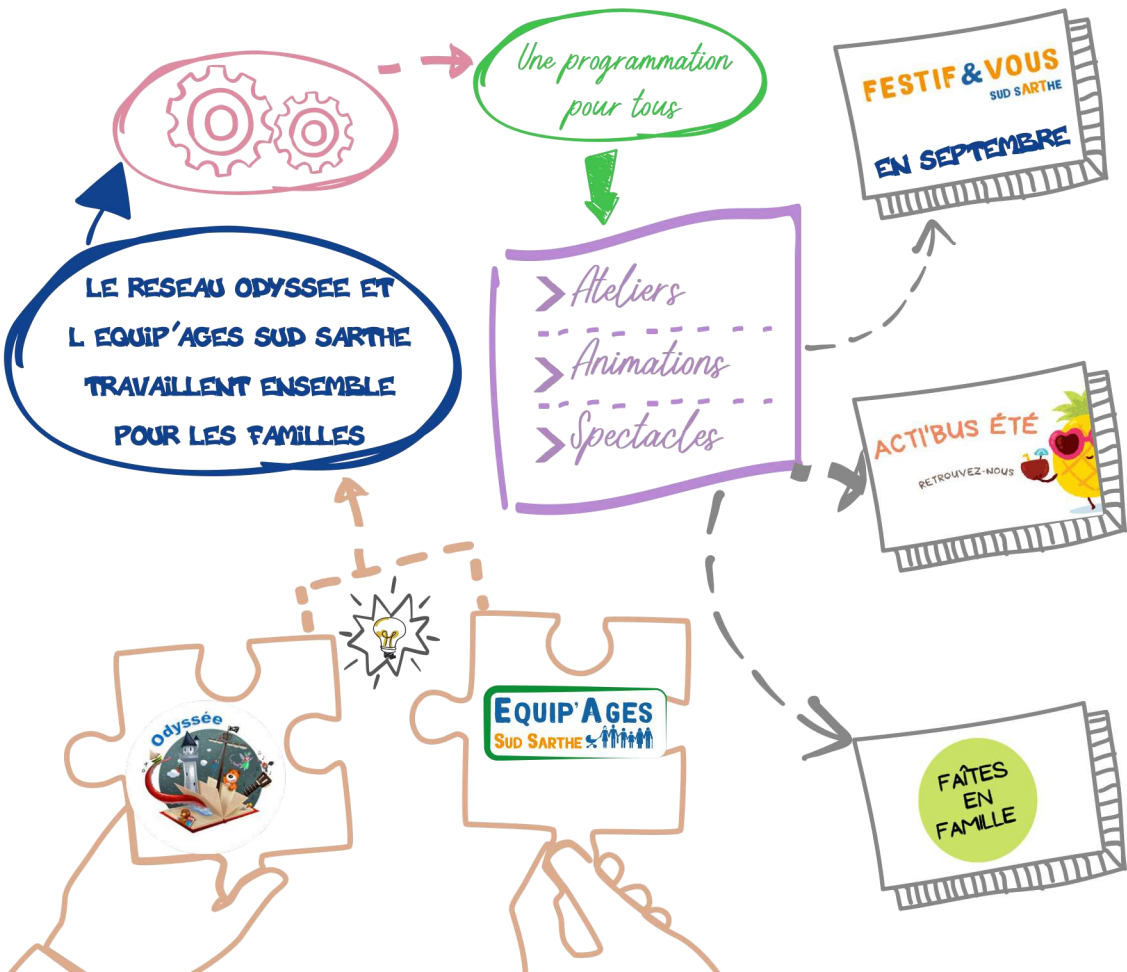 Une programmation
pour tous
FESTIF & VOUS
SUD SARTHE
EN SEPTEMBRE
LE RESEAU ODYSSEE ET
L EQUIP'AGES SUD SARTHE
TRAVAILLENT ENSEMBLE
POUR LES FAMILLES
Ateliers
Animations
Spectacles
ACTI'BUS ÉTÉ
RETROUVEZ-NOUS
Odyssée
EQUIP'AGES
SUD SARTHE
FAÎTES
EN
FAMILLE